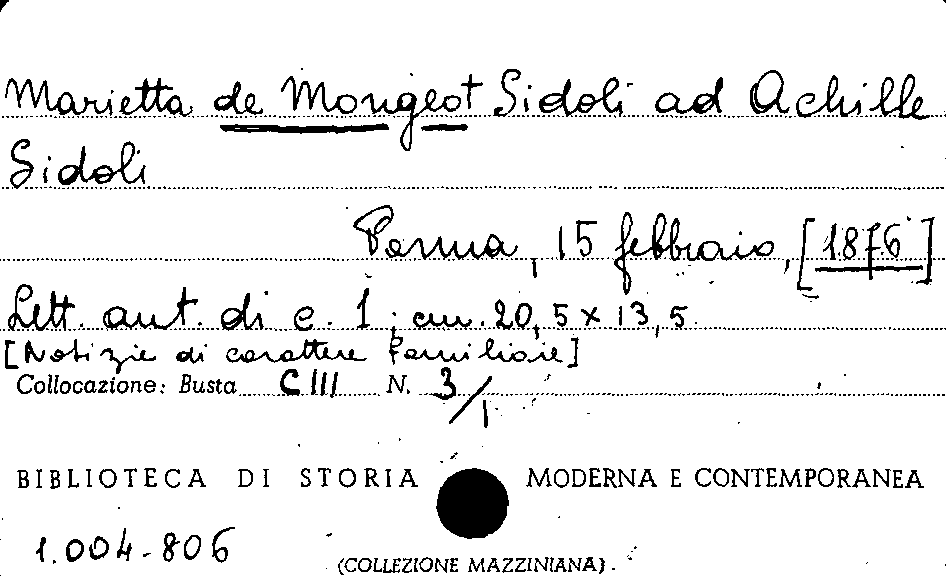 Marietta de Mongeot Sidoli ad Achille
Sidoli
Parma, 15 febbraio, [1876]
Lett. aut. di c. 1; cm. 20,5 x 13,5
[Notizie di carattere familiare]
Collocazione: Busta CIII N. 3/1
BIBLIOTECA DI STORIA MODERNA E CONTEMPORANEA
1.004-806
(COLLEZIONE MAZZINIANA).